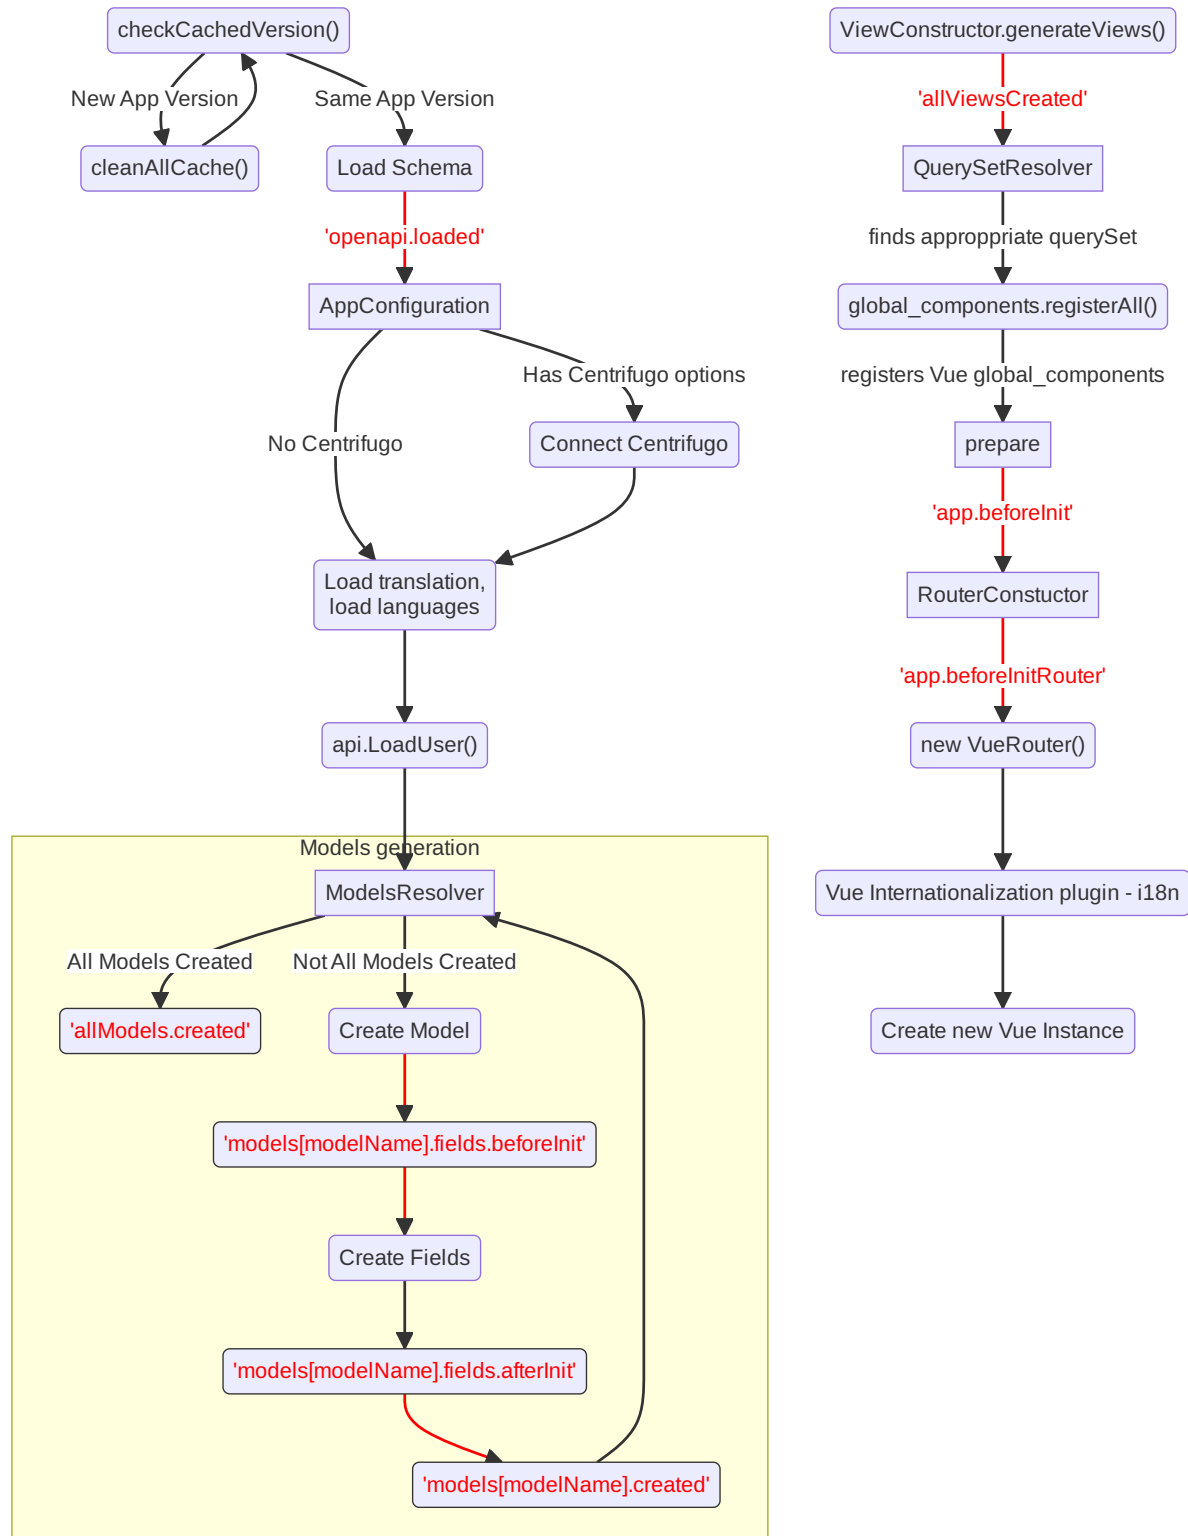 checkCachedVersion()
New App Version
Same App Version
cleanAllCache()
Load Schema
'openapi.loaded'
AppConfiguration
Has Centrifugo options
No Centrifugo
Connect Centrifugo
Load translation,
load languages
api.LoadUser()
Models generation
ModelsResolver
All Models Created
Not All Models Created
'allModels.created'
Create Model
'models[modelName].fields.beforeInit'
Create Fields
'models[modelName].fields.afterInit'
'models[modelName].created'
ViewConstructor.generateViews()
'allViewsCreated'
QuerySetResolver
finds approppriate querySet
global_components.registerAll()
registers Vue global_components
prepare
'app.beforeInit'
RouterConstuctor
'app.beforeInitRouter'
new VueRouter()
Vue Internationalization plugin - i18n
Create new Vue Instance